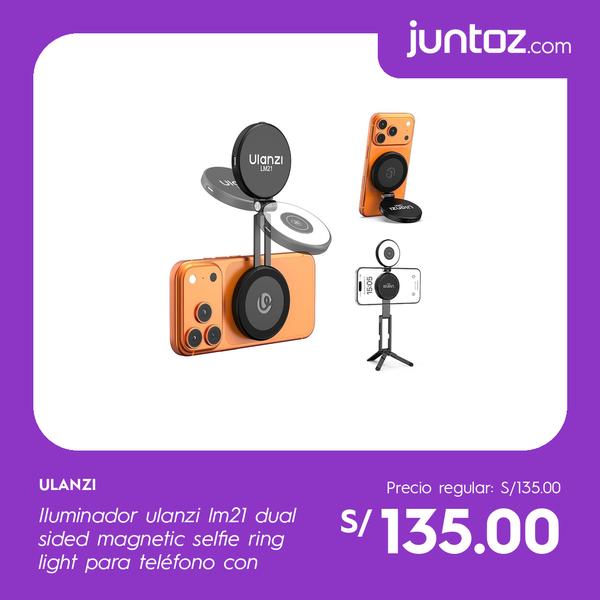 juntoz.com
Ulanzi
LM21
Ula
ulanzi
15:05
ULANZI
Iluminador ulanzi lm21 dual
sided magnetic selfie ring
light para teléfono con
Precio regular: S/135.00
S/ 135.00